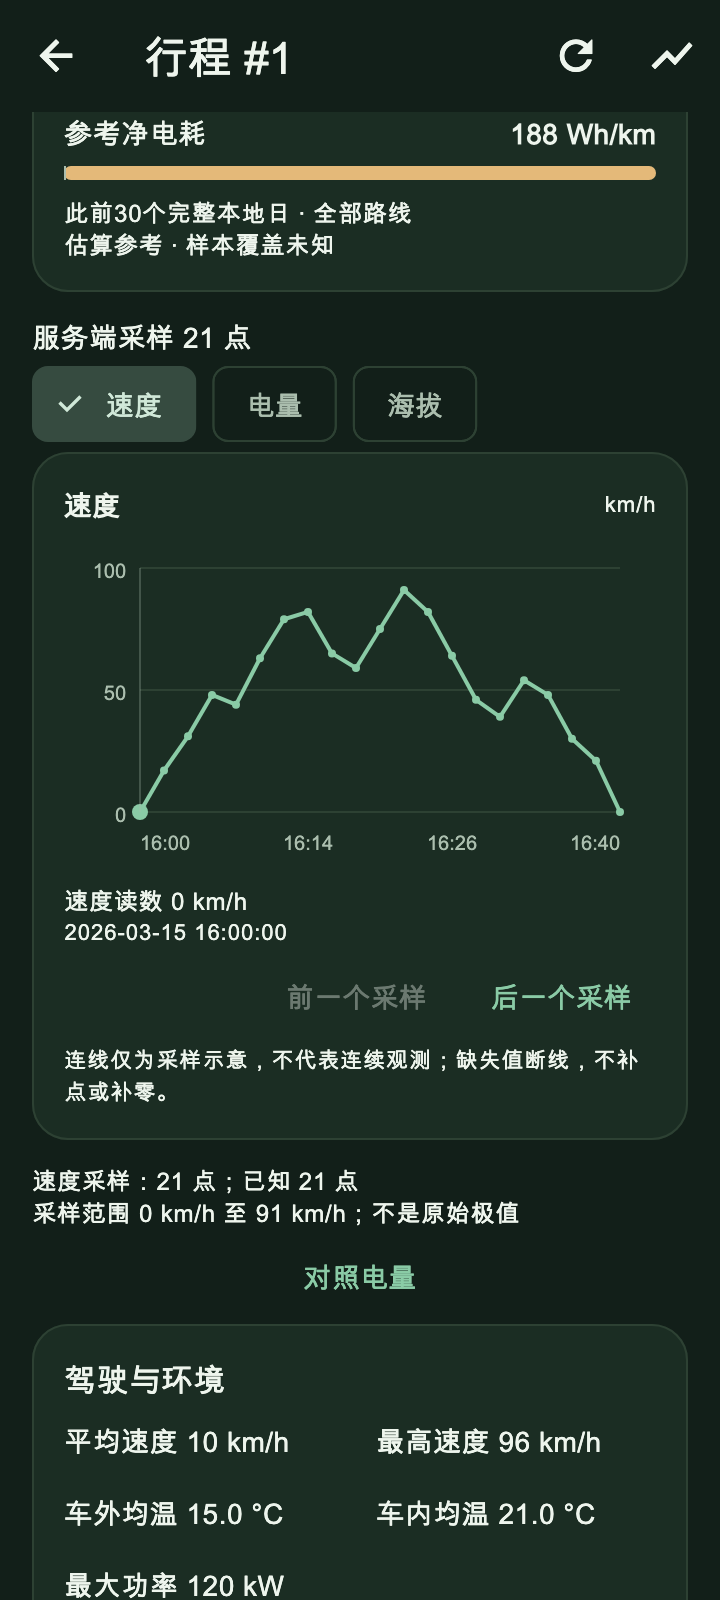 行程 #1
参考净电耗 188 Wh/km
此前30个完整本地日 · 全部路线
估算参考 · 样本覆盖未知
服务端采样 21 点
速度 电量 海拔
速度 km/h
100
50
0
16:00 16:14 16:26 16:40
速度读数 0 km/h
2026-03-15 16:00:00
前一个采样 后一个采样
连线仅为采样示意，不代表连续观测；缺失值断线，不补
点或补零。
速度采样：21 点；已知 21 点
采样范围 0 km/h 至 91 km/h；不是原始极值
对照电量
驾驶与环境
平均速度 10 km/h 最高速度 96 km/h
车外均温 15.0 °C 车内均温 21.0 °C
最大功率 120 kW